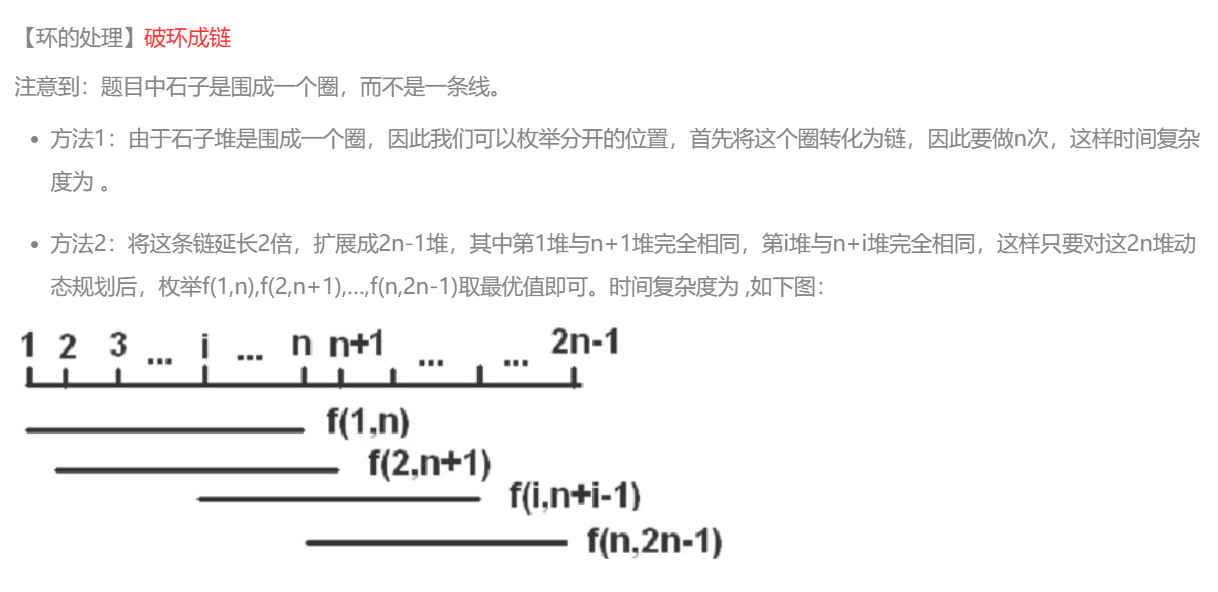 【环的处理】破环成链
注意到：题目中石子是围成一个圈，而不是一条线。
• 方法1：由于石子堆是围成一个圈，因此我们可以枚举分开的位置，首先将这个圈转化为链，因此要做n次，这样时间复杂
度为 。
• 方法2：将这条链延长2倍，扩展成2n-1堆，其中第1堆与n+1堆完全相同，第i堆与n+i堆完全相同，这样只要对这2n堆动
态规划后，枚举f(1,n),f(2,n+1),...,f(n,2n-1)取最优值即可。时间复杂度为 ,如下图：
1 2 3 ... i ... n n+1 ... ... 2n-1
f(1,n)
f(2,n+1)
f(i,n+i-1)
f(n,2n-1)